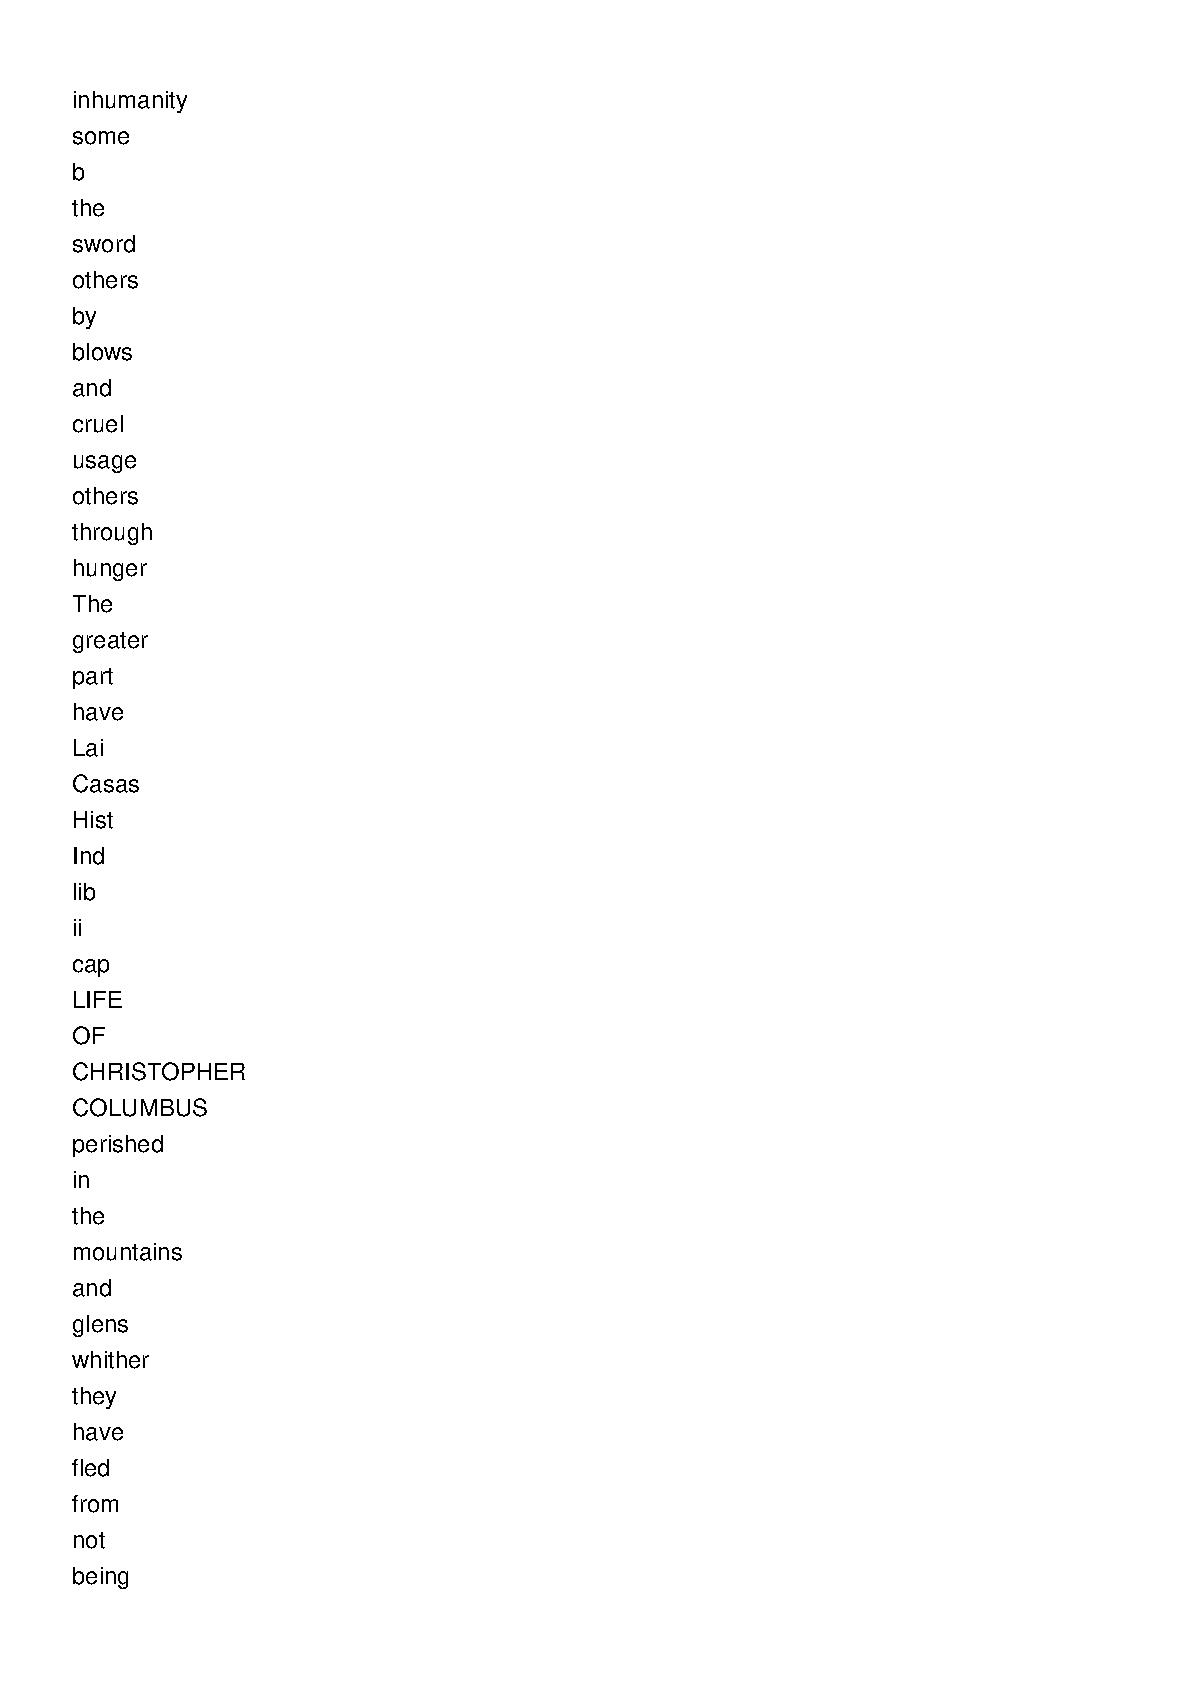 inhumanity
some
b
the
sword
others
by
blows
and
cruel
usage
others
through
hunger
The
greater
part
have
Lai
Casas
Hist
Ind
lib
ii
cap
LIFE
OF
CHRISTOPHER
COLUMBUS
perished
in
the
mountains
and
glens
whither
they
have
fled
from
not
being